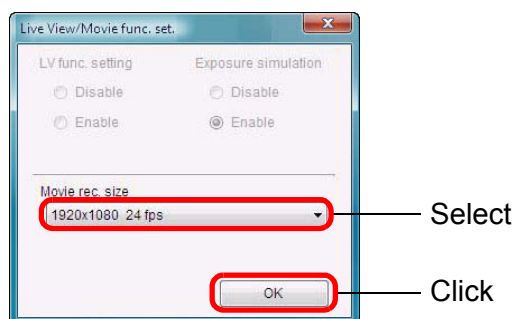 Live View/Movie func. set.
LV func. setting Exposure simulation
Disable Disable
Enable Enable
Movie rec. size
1920x1080 24 fps Select
OK Click